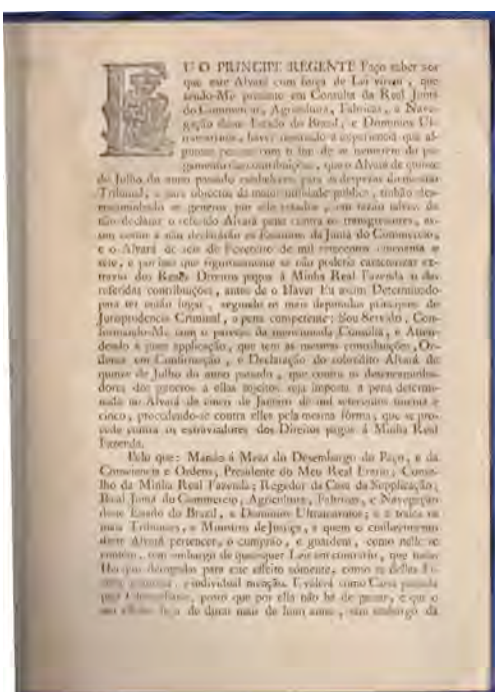 EU O PRINCIPE REGENTE Faço saber aos
que este Alvará com força de Lei virem, que
sendo-Me presente em Consulta da Real Junta
do Commercio, Agricultura, Fabricas, e Nave-
gação deste Estado do Brazil, e Dominios Ul-
tramarinos, haver mostrado a experiencia que al-
gumas pessoas com o fim de se isentarem do pa-
gamento das contribuições, que o Alvará de quinze
de Julho do anno passado estabeleceo para as despezas do mesmo
Tribunal, e para objectos da maior utilidade publica, tinhão des-
encaminhado os generos por elle taxados, em razão talvez de
não declarar o referido Alvará pena contra os transgressores, as-
sim como a não declararão os Estatutos da Junta do Commercio,
e o Alvará de seis de Fevereiro de mil setecentos cincoenta e
sete, e por isso que rigorosamente se não poderia caracterizar ex-
travio dos Reaes Direitos pagos á Minha Real Fazenda o das
referidas contribuições, antes de o Haver Eu assim Determinado
para ter então lugar, segundo os mais depurados principios de
Jurisprudencia Criminal, a pena competente: Sou Servido, Con-
formando-Me com o parecer da mencionada Consulta, e Atten-
dendo á justa applicação, que tem as mesmas contribuições, Or-
denar em Confirmação, e Declaração do sobredito Alvará de
quinze de Julho do anno passado, que contra os desencaminha-
dores dos generos a ellas sujeitos seja imposta a pena determi-
nada no Alvará de cinco de Janeiro de mil setecentos oitenta e
cinco, procedendo-se contra elles pela mesma fórma, que se pro-
cede contra os extraviadores dos Direitos pagos á Minha Real
Fazenda.
Pelo que: Mando á Meza do Desembargo do Paço, e da
Consciencia e Ordens; Presidente do Meu Real Erario; Conse-
lho da Minha Real Fazenda; Regedor da Casa da Supplicação;
Real Junta do Commercio, Agricultura, Fabricas, e Navegação
deste Estado do Brazil, e Dominios Ultramarinos; e a todos os
mais Tribunaes, e Ministros de Justiça, a quem o conhecimento
deste Alvará pertencer, o cumprão, e guardem, como nelle se
contém, sem embargo de quaesquer Leis em contrario, que todas
Hei por derogadas para este effeito sómente, como se dellas
e individual menção. E valerá como Carta passada
pela Chancellaria, posto que por ella não ha de passar, e que o
seu effeito haja de durar mais de hum anno, sem embargo da